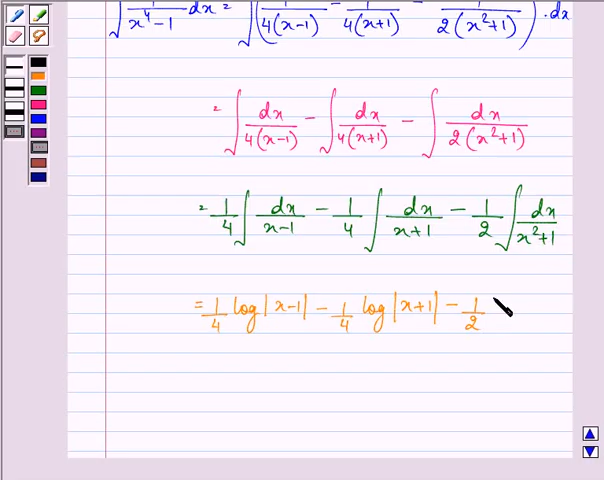 ∫ 1/(x⁴−1) dx = ∫(1/(4(x−1)) − 1/(4(x+1)) − 1/(2(x²+1))) · dx
= ∫ dx/(4(x−1)) − ∫ dx/(4(x+1)) − ∫ dx/(2(x²+1))
= 1/4 ∫ dx/(x−1) − 1/4 ∫ dx/(x+1) − 1/2 ∫ dx/(x²+1)
= 1/4 log|x−1| − 1/4 log|x+1| − 1/2